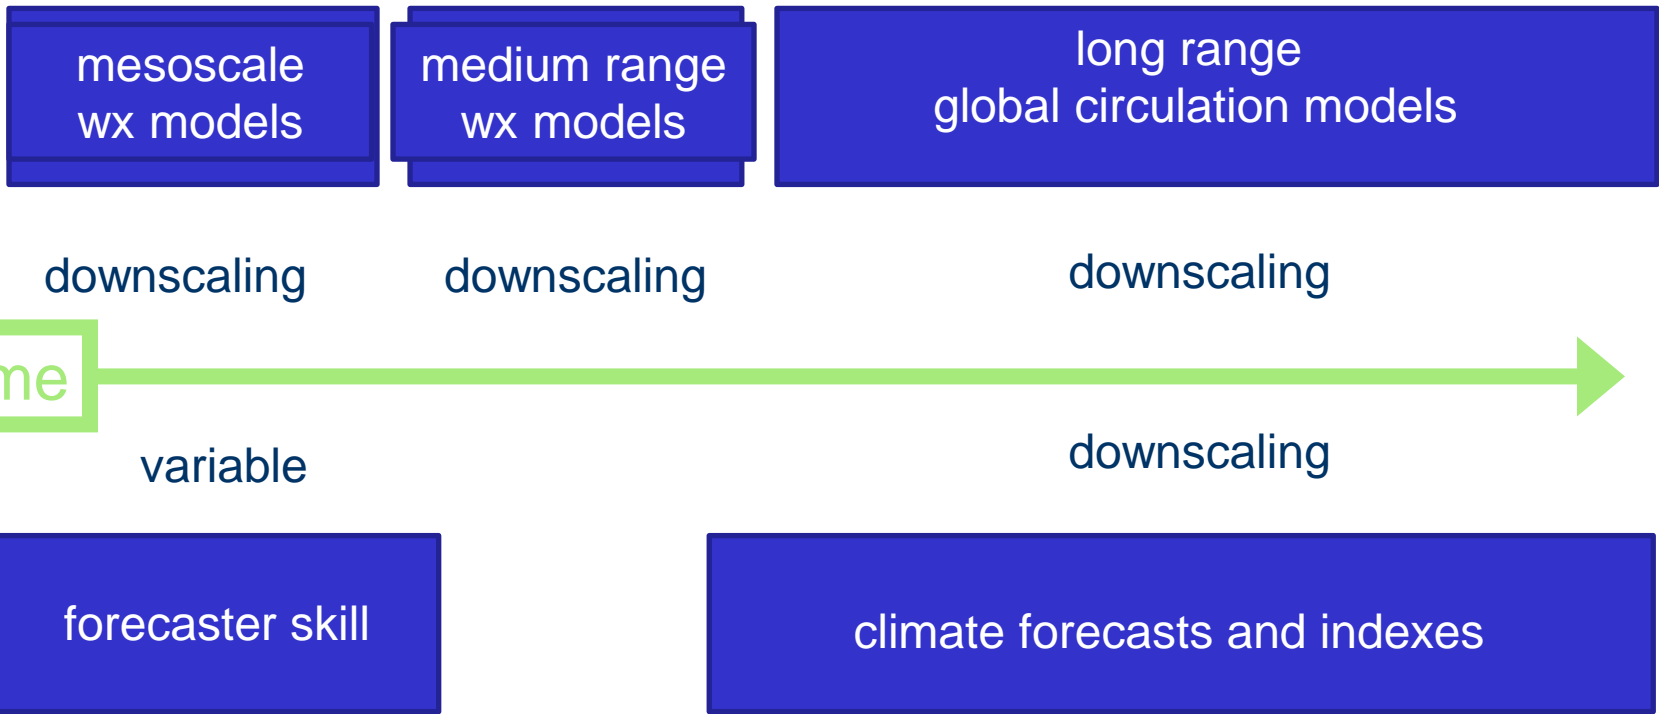 mesoscale
wx models
medium range
wx models
long range
global circulation models
downscaling
downscaling
downscaling
me
variable
downscaling
forecaster skill
climate forecasts and indexes